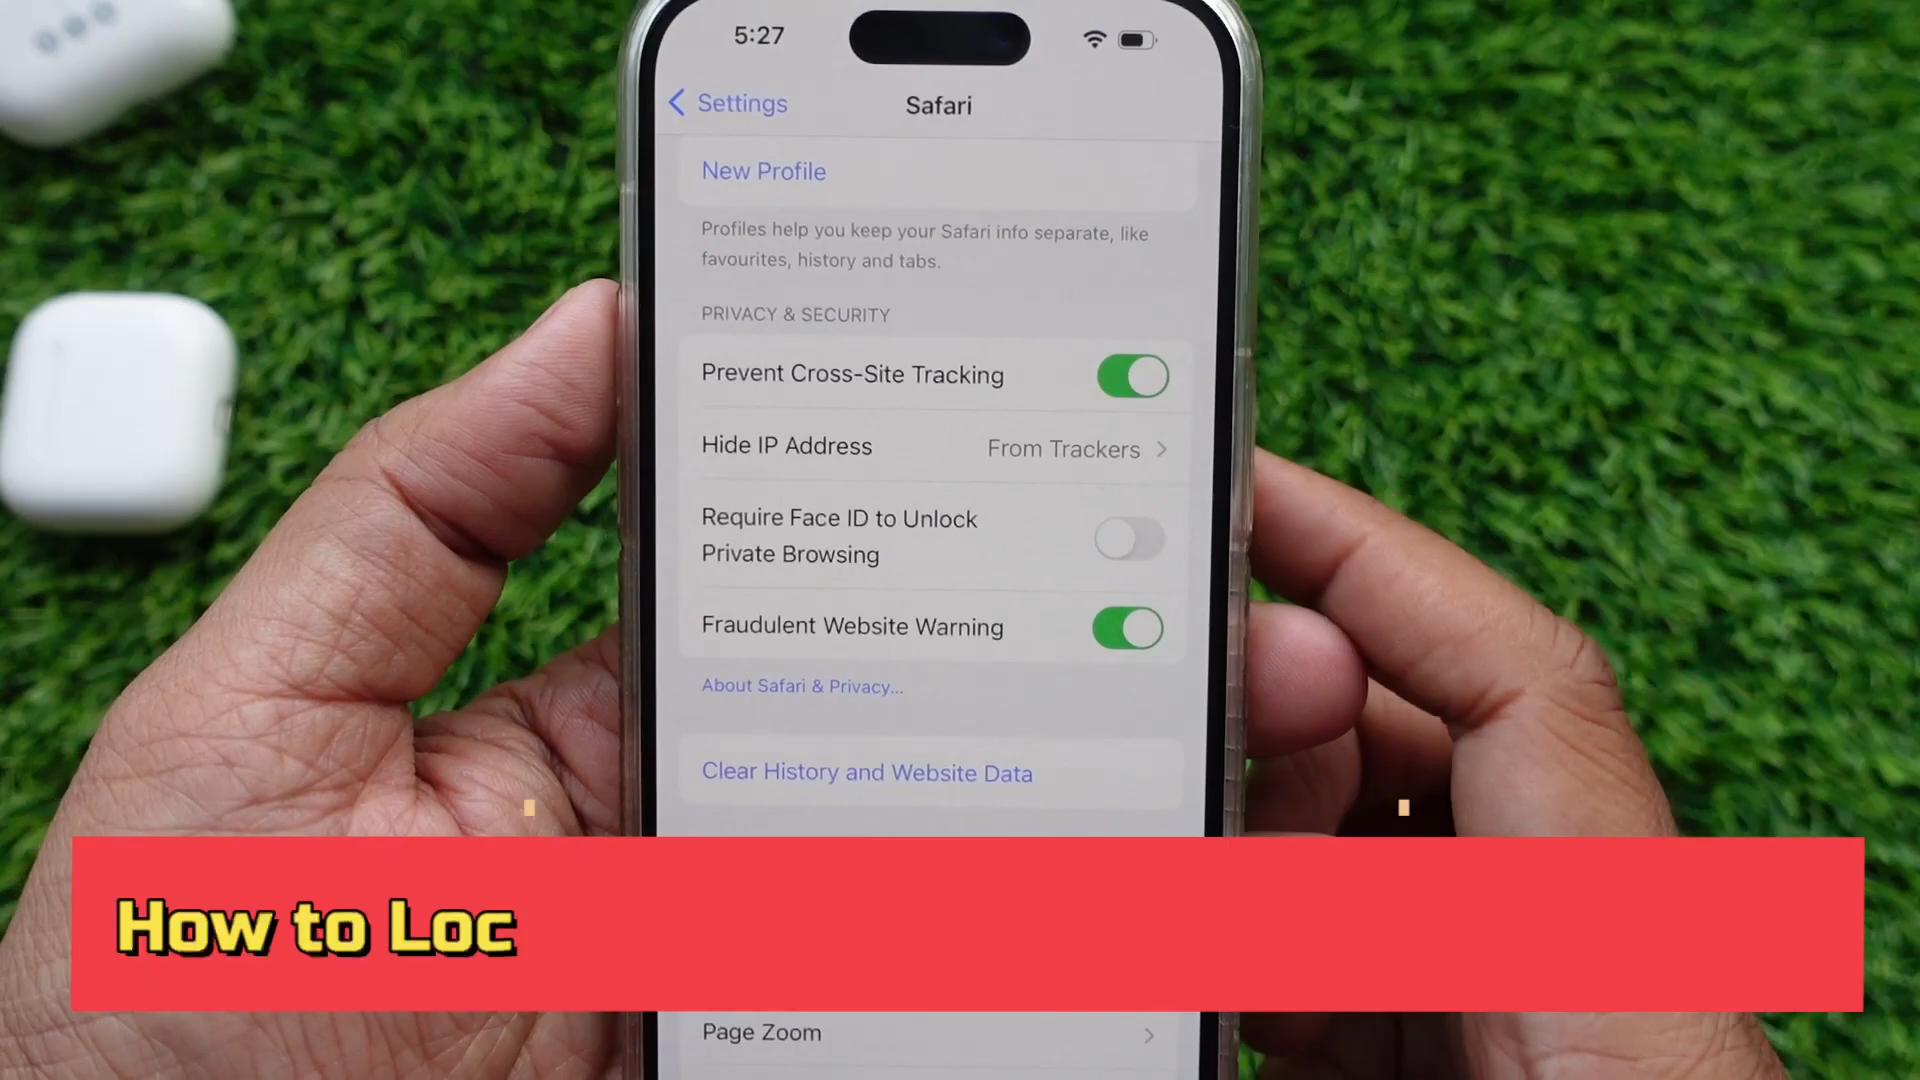 5:27
Settings
Safari
New Profile
Profiles help you keep your Safari info separate, like
favourites, history and tabs.
PRIVACY & SECURITY
Prevent Cross-Site Tracking
Hide IP Address
From Trackers
Require Face ID to Unlock
Private Browsing
Fraudulent Website Warning
About Safari & Privacy...
Clear History and Website Data
How to Loc
Page Zoom